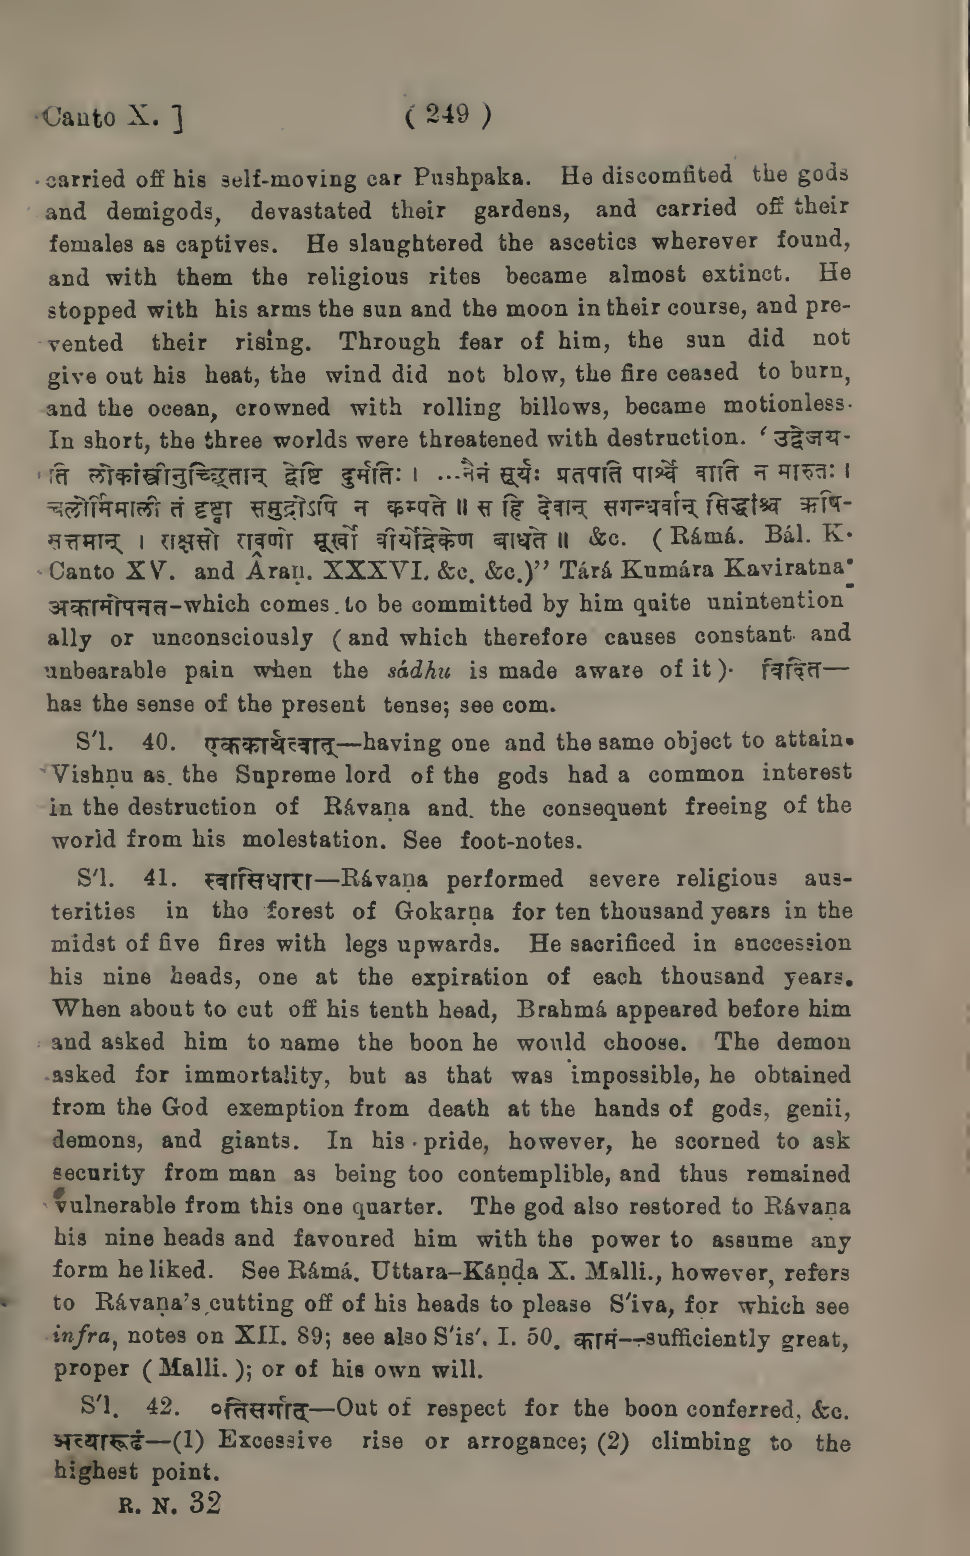 Canto X. ] ( 249 )
carried off his self-moving car Pushpaka. He discomfited the gods
and demigods, devastated their gardens, and carried off their
females as captives. He slaughtered the ascetics wherever found,
and with them the religious rites became almost extinct. He
stopped with his arms the sun and the moon in their course, and pre-
vented their rising. Through fear of him, the sun did not
give out his heat, the wind did not blow, the fire ceased to burn,
and the ocean, crowned with rolling billows, became motionless.
In short, the three worlds were threatened with destruction. ‘ उद्वेजय-
ति लोकांस्त्रीनुच्छ्रितान् द्वेष्टि दुर्मतिः । ...नैनं सूर्यः प्रतपति पार्श्वे वाति न मारुतः ।
चलोर्मिमाली तं दृष्ट्वा समुद्रोऽपि न कम्पते ॥ स हि देवान् सगन्धर्वान् सिद्धांश्च ऋषि-
सत्तमान् । राक्षसो रावणो मूर्खो वीर्योद्रेकेण बाधते ॥ &c. ( Rámá. Bál. K.
Canto XV. and Âraṇ. XXXVI. &c. &c.)” Tárá Kumára Kaviratna.
अकामोपनत-which comes to be committed by him quite unintention-
ally or unconsciously ( and which therefore causes constant and
unbearable pain when the sádhu is made aware of it ). विदित—
has the sense of the present tense; see com.
S'l. 40. एककार्यत्वात्—having one and the same object to attain.
Vishṇu as the Supreme lord of the gods had a common interest
in the destruction of Rávaṇa and the consequent freeing of the
world from his molestation. See foot-notes.
S'l. 41. स्वासिधारा—Rávaṇa performed severe religious aus-
terities in the forest of Gokarṇa for ten thousand years in the
midst of five fires with legs upwards. He sacrificed in succession
his nine heads, one at the expiration of each thousand years.
When about to cut off his tenth head, Brahmá appeared before him
and asked him to name the boon he would choose. The demon
asked for immortality, but as that was impossible, he obtained
from the God exemption from death at the hands of gods, genii,
demons, and giants. In his pride, however, he scorned to ask
security from man as being too contemplible, and thus remained
vulnerable from this one quarter. The god also restored to Rávaṇa
his nine heads and favoured him with the power to assume any
form he liked. See Rámá. Uttara–Káṇḍa X. Malli., however, refers
to Rávaṇa's cutting off of his heads to please S'iva, for which see
infra, notes on XII. 89; see also S'is'. I. 50. कामं—sufficiently great,
proper ( Malli. ); or of his own will.
S'l. 42. ०तिसर्गात्—Out of respect for the boon conferred, &c.
अत्यारूढं—(1) Excessive rise or arrogance; (2) climbing to the
highest point.
R. N. 32